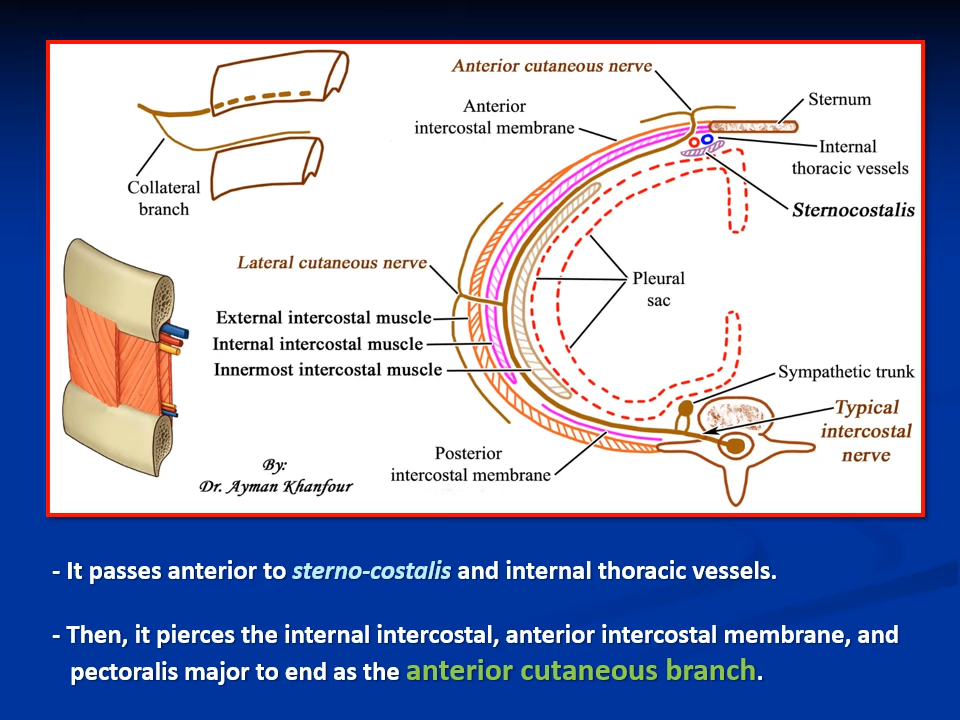 Anterior cutaneous nerve
Sternum
Anterior
intercostal membrane
Internal
thoracic vessels
Collateral
branch
Sternocostalis
Lateral cutaneous nerve
Pleural
sac
External intercostal muscle
Internal intercostal muscle
Innermost intercostal muscle
Sympathetic trunk
Typical
intercostal
nerve
Posterior
intercostal membrane
By:
Dr. Ayman Khanfour
- It passes anterior to sterno-costalis and internal thoracic vessels.
- Then, it pierces the internal intercostal, anterior intercostal membrane, and
pectoralis major to end as the anterior cutaneous branch.